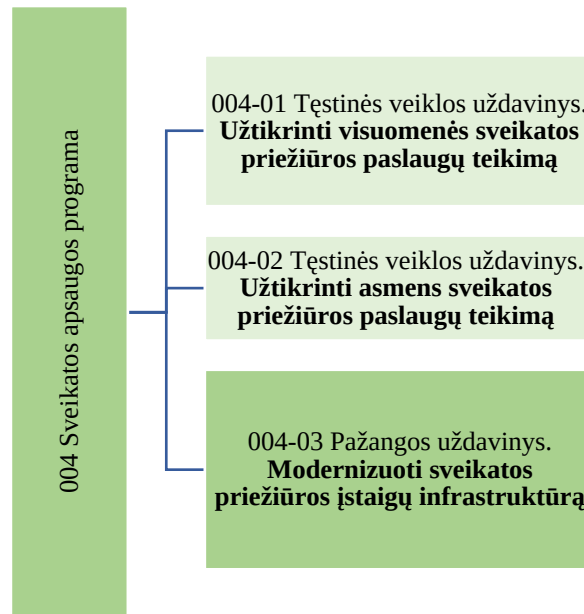 004 Sveikatos apsaugos programa
004-01 Tęstinės veiklos uždavinys.
Užtikrinti visuomenės sveikatos
priežiūros paslaugų teikimą
004-02 Tęstinės veiklos uždavinys.
Užtikrinti asmens sveikatos
priežiūros paslaugų teikimą
004-03 Pažangos uždavinys.
Modernizuoti sveikatos
priežiūros įstaigų infrastruktūrą